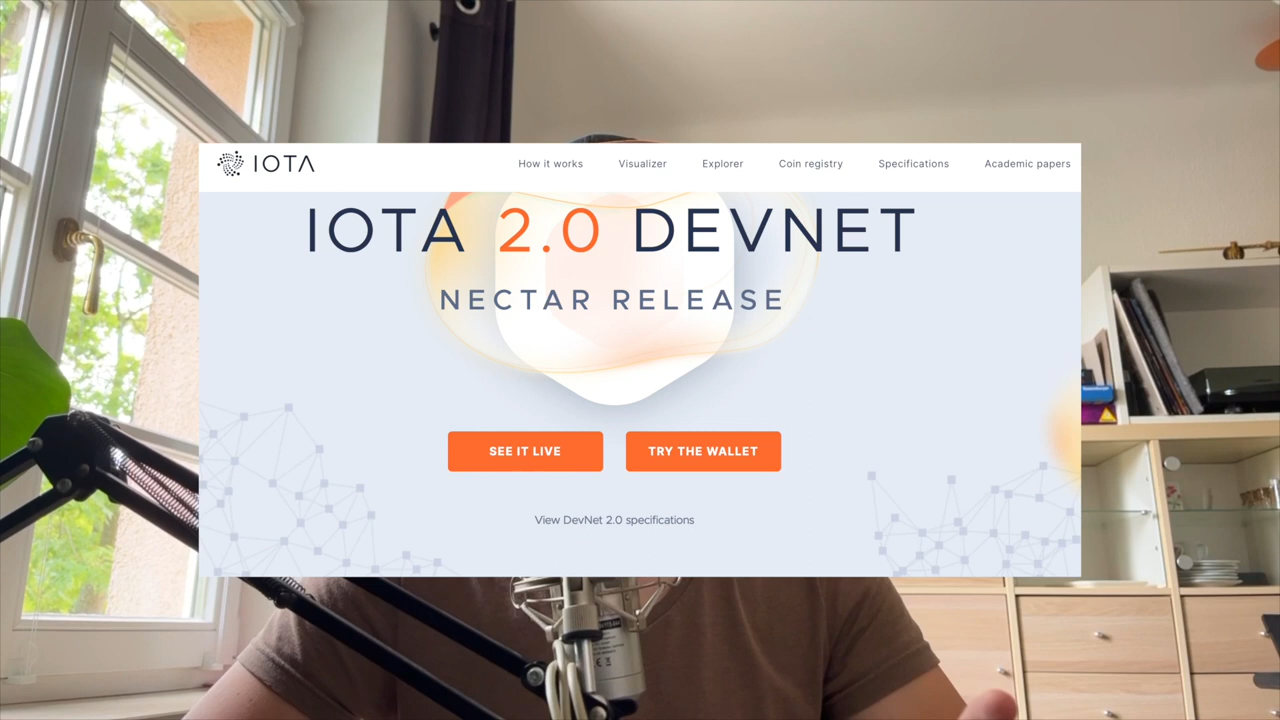 IOTA
How it works Visualizer Explorer Coin registry Specifications Academic papers
IOTA 2.0 DEVNET
NECTAR RELEASE
SEE IT LIVE TRY THE WALLET
View DevNet 2.0 specifications